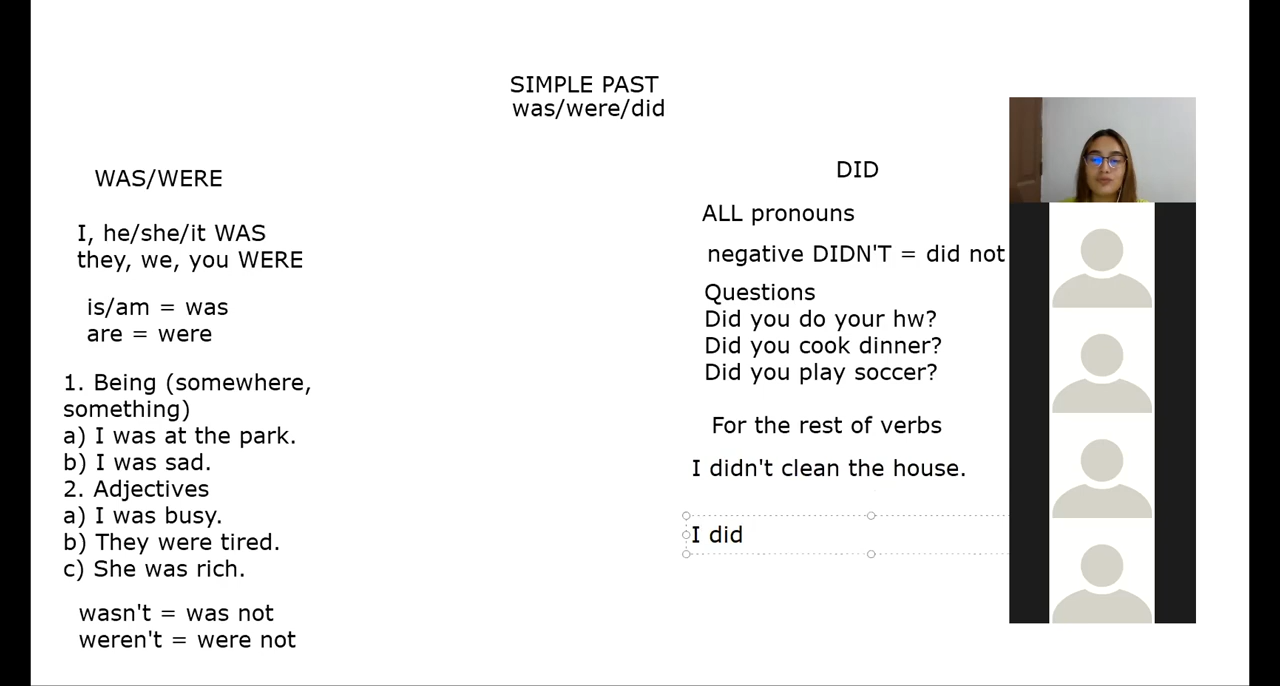 SIMPLE PAST
was/were/did
WAS/WERE
I, he/she/it WAS
they, we, you WERE
is/am = was
are = were
1. Being (somewhere,
something)
a) I was at the park.
b) I was sad.
2. Adjectives
a) I was busy.
b) They were tired.
c) She was rich.
wasn't = was not
weren't = were not
DID
ALL pronouns
negative DIDN'T = did not
Questions
Did you do your hw?
Did you cook dinner?
Did you play soccer?
For the rest of verbs
I didn't clean the house.
I did